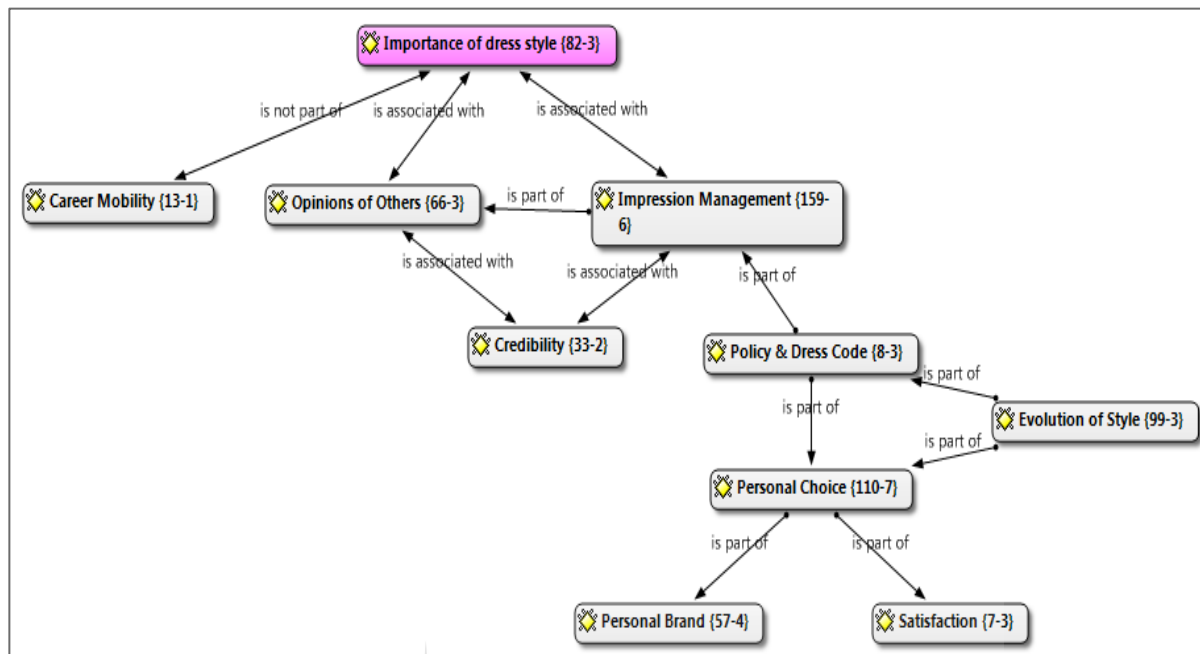 Importance of dress style {82-3}
is not part of
is associated with
is associated with
Career Mobility {13-1}
Opinions of Others {66-3}
is part of
Impression Management {159-
6}
is associated with
is associated with
is part of
Credibility {33-2}
Policy & Dress Code {8-3}
is part of
is part of
Evolution of Style {99-3}
is part of
Personal Choice {110-7}
is part of
is part of
Personal Brand {57-4}
Satisfaction {7-3}